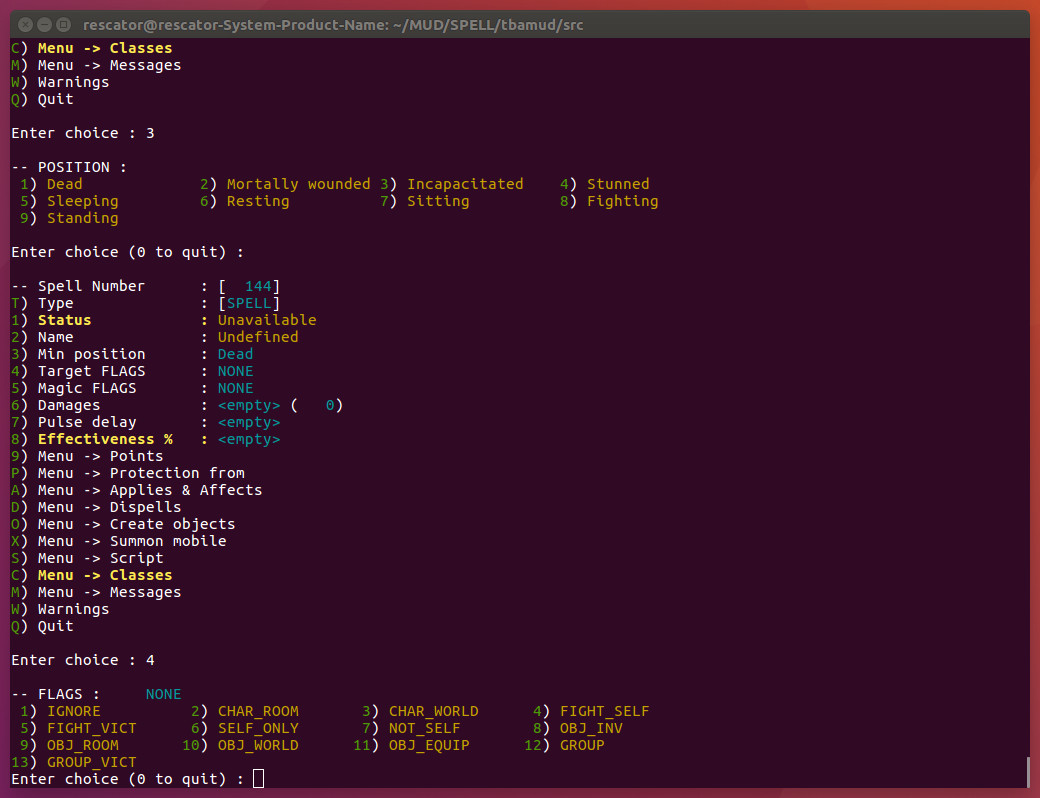 rescator@rescator-System-Product-Name: ~/MUD/SPELL/tbamud/src
C) Menu -> Classes
M) Menu -> Messages
W) Warnings
Q) Quit
Enter choice : 3
-- POSITION :
1) Dead 2) Mortally wounded 3) Incapacitated 4) Stunned
5) Sleeping 6) Resting 7) Sitting 8) Fighting
9) Standing
Enter choice (0 to quit) :
-- Spell Number : [ 144]
T) Type : [SPELL]
1) Status : Unavailable
2) Name : Undefined
3) Min position : Dead
4) Target FLAGS : NONE
5) Magic FLAGS : NONE
6) Damages : <empty> ( 0)
7) Pulse delay : <empty>
8) Effectiveness % : <empty>
9) Menu -> Points
P) Menu -> Protection from
A) Menu -> Applies & Affects
D) Menu -> Dispells
O) Menu -> Create objects
X) Menu -> Summon mobile
S) Menu -> Script
C) Menu -> Classes
M) Menu -> Messages
W) Warnings
Q) Quit
Enter choice : 4
-- FLAGS : NONE
1) IGNORE 2) CHAR_ROOM 3) CHAR_WORLD 4) FIGHT_SELF
5) FIGHT_VICT 6) SELF_ONLY 7) NOT_SELF 8) OBJ_INV
9) OBJ_ROOM 10) OBJ_WORLD 11) OBJ_EQUIP 12) GROUP
13) GROUP_VICT
Enter choice (0 to quit) :